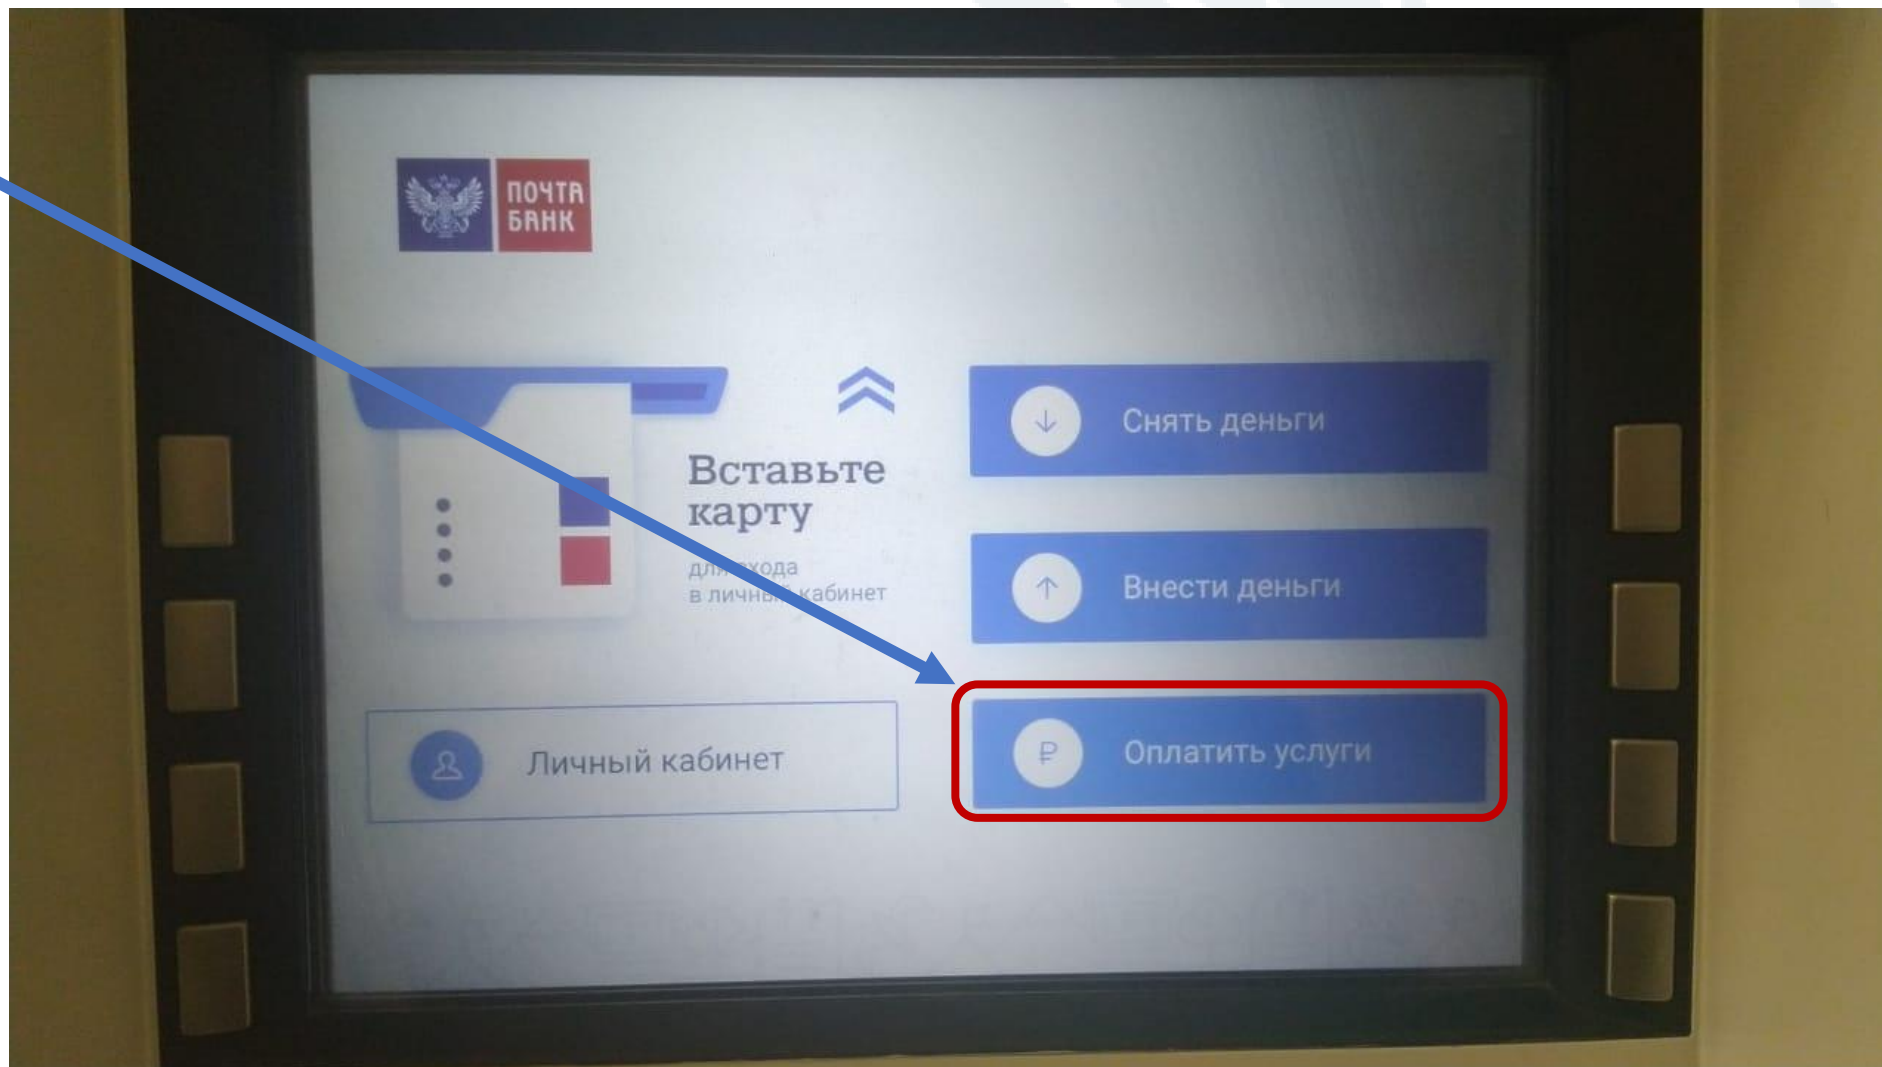 ПОЧТА
БАНК
Вставьте
карту
для входа
в личный кабинет
Снять деньги
Внести деньги
Личный кабинет
Оплатить услуги